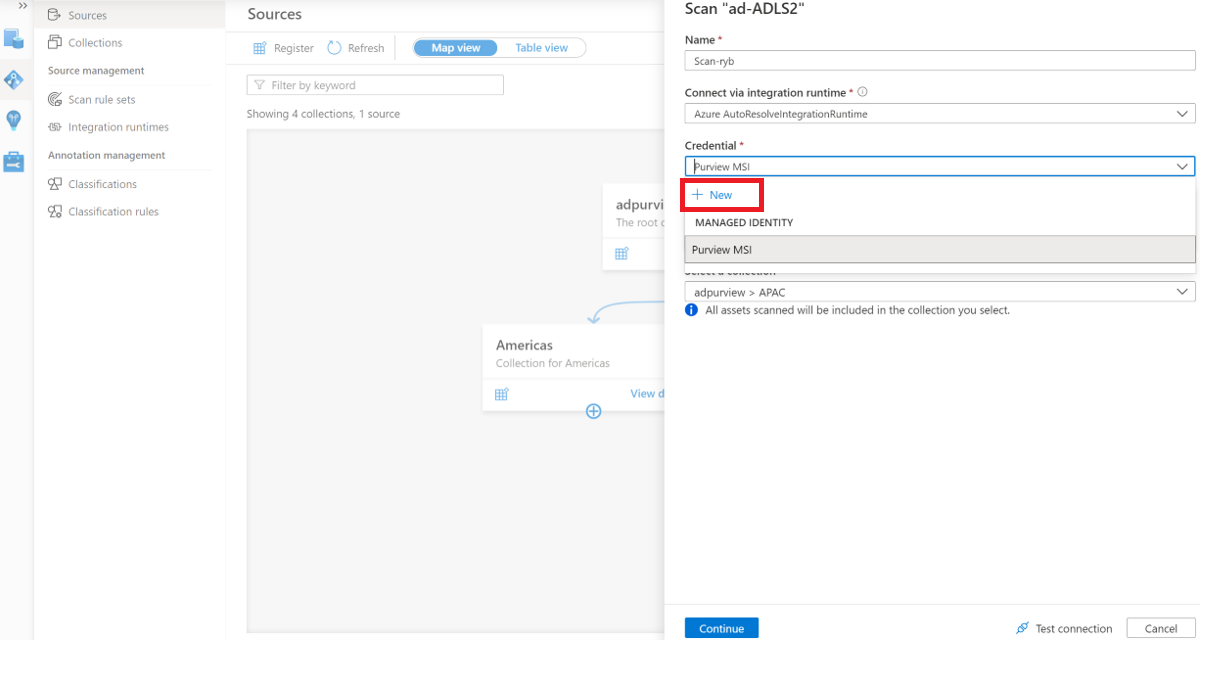 Sources
Collections
Source management
Scan rule sets
Integration runtimes
Annotation management
Classifications
Classification rules
Sources
Register
Refresh
Map view
Table view
Filter by keyword
Showing 4 collections, 1 source
adpurvi
The root
Americas
Collection for Americas
View d
Scan "ad-ADLS2"
Name *
Scan-ryb
Connect via integration runtime *
Azure AutoResolveIntegrationRuntime
Credential *
Purview MSI
New
MANAGED IDENTITY
Purview MSI
Select a collection
adpurview > APAC
All assets scanned will be included in the collection you select.
Continue
Test connection
Cancel